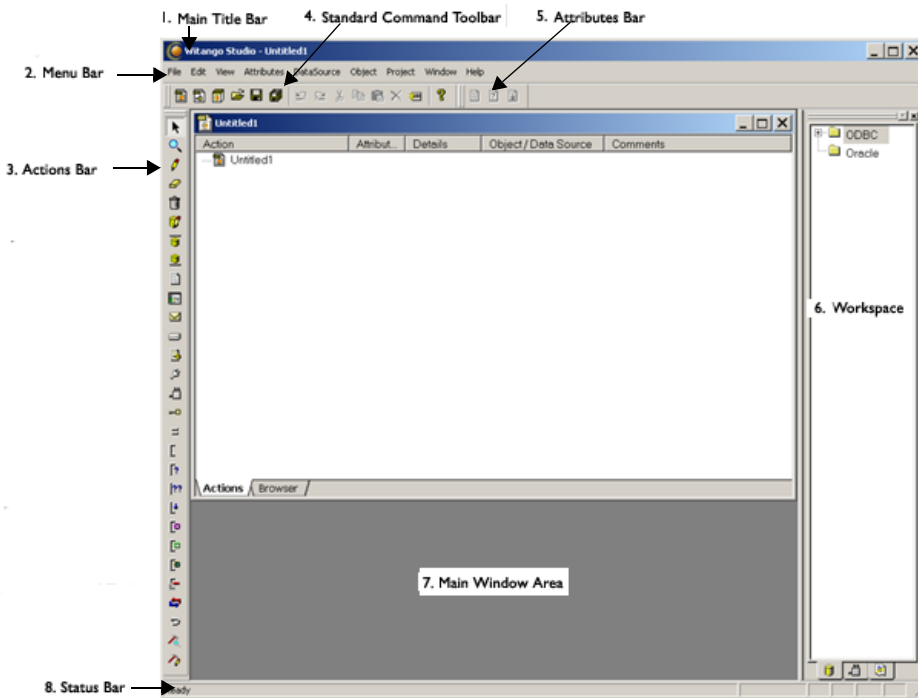 1. Main Title Bar
4. Standard Command Toolbar
5. Attributes Bar
Witango Studio - Untitled1
2. Menu Bar
File Edit View Attributes DataSource Object Project Window Help
Untitled1
Action Attribut... Details Object / Data Source Comments
Untitled1
ODBC
Oracle
3. Actions Bar
6. Workspace
Actions Browser
7. Main Window Area
8. Status Bar
Ready